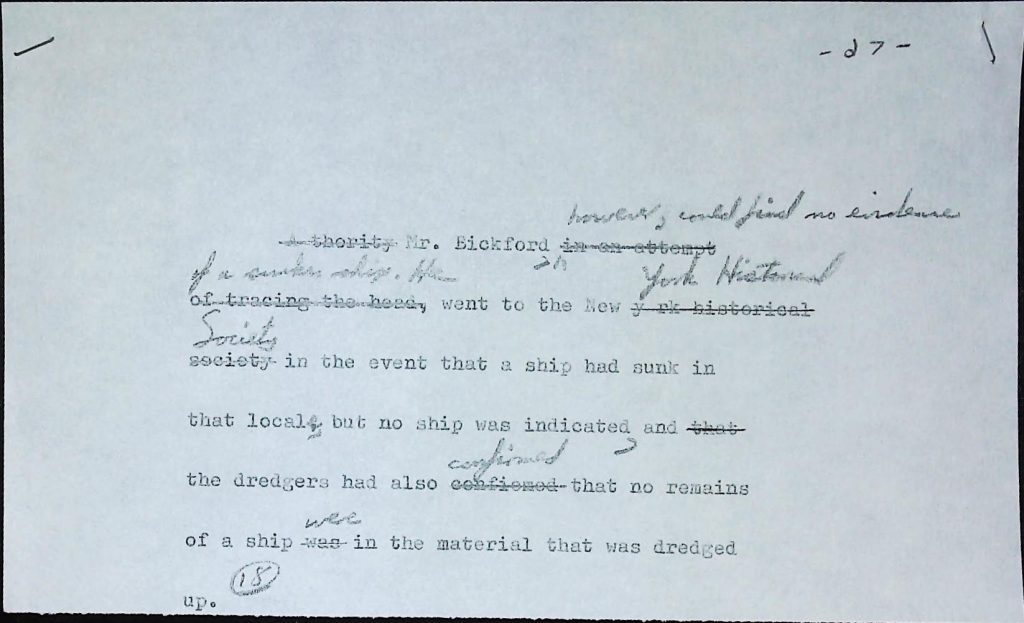 - 27 -
however, could find no evidence
A thority Mr. Bickford in an attempt
of a sunken ship. He York Historical
of tracing the head, went to the New y rk historical
Society
society in the event that a ship had sunk in
that locale, but no ship was indicated, and that
confirmed
the dredgers had also confiemed that no remains
were
of a ship was in the material that was dredged
18
up.